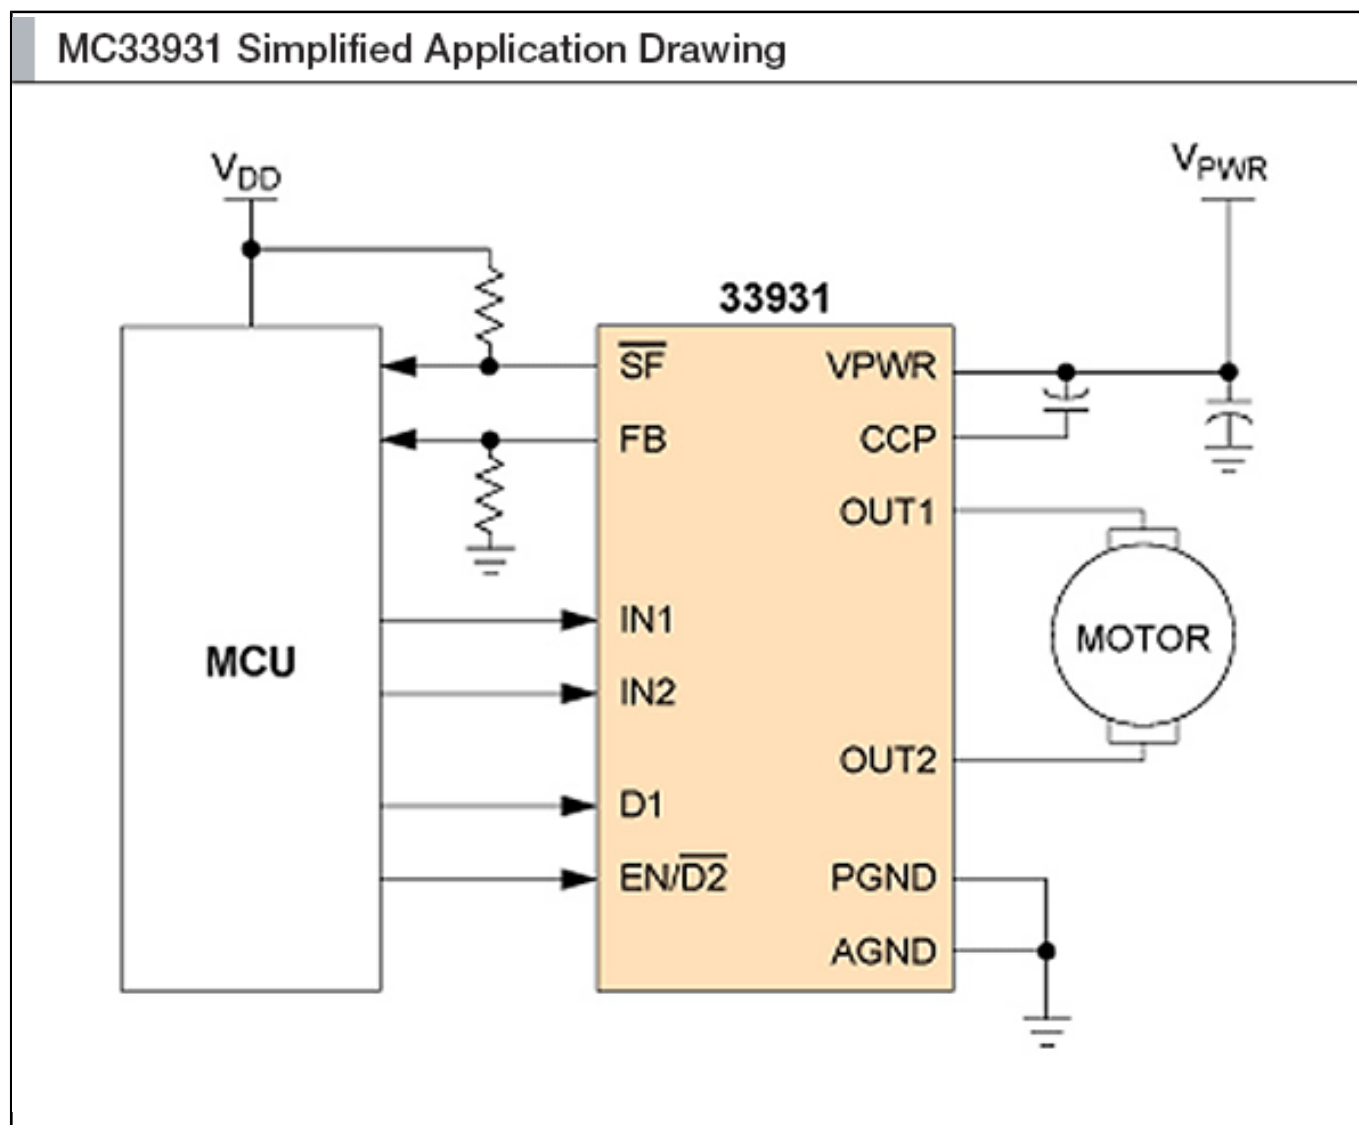 MC33931 Simplified Application Drawing
VDD
VPWR
33931
SF
FB
IN1
IN2
D1
EN/D2
VPWR
CCP
OUT1
OUT2
PGND
AGND
MCU
MOTOR